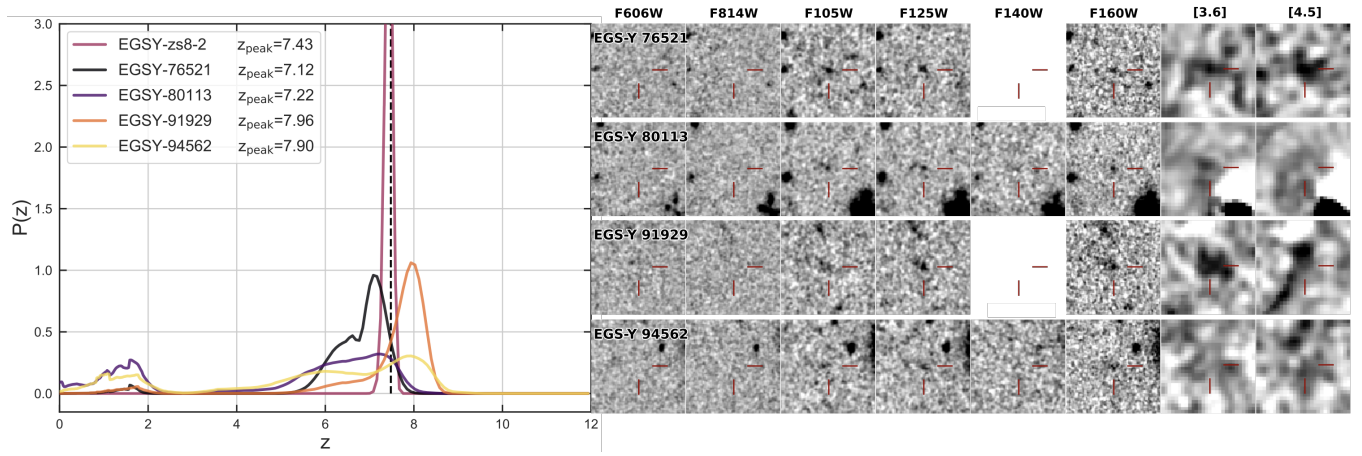 F606W F814W F105W F125W F140W F160W [3.6] [4.5]
3.0
2.5
2.0
1.5
1.0
0.5
0.0
P(z)
EGSY-zs8-2 z_peak=7.43
EGSY-76521 z_peak=7.12
EGSY-80113 z_peak=7.22
EGSY-91929 z_peak=7.96
EGSY-94562 z_peak=7.90
0 2 4 6 8 10 12
z
EGS-Y 76521
EGS-Y 80113
EGS-Y 91929
EGS-Y 94562